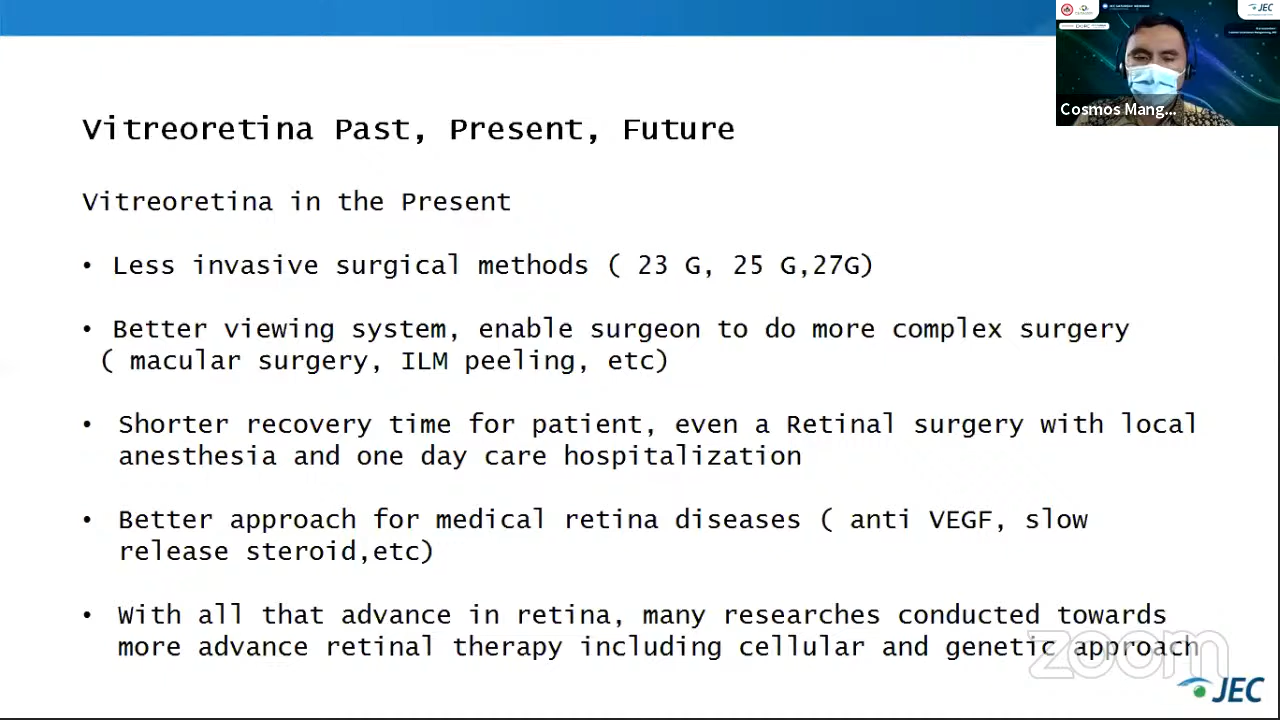 JEC
Cosmos Mang...
Vitreoretina Past, Present, Future
Vitreoretina in the Present
• Less invasive surgical methods ( 23 G, 25 G,27G)
• Better viewing system, enable surgeon to do more complex surgery
( macular surgery, ILM peeling, etc)
• Shorter recovery time for patient, even a Retinal surgery with local
anesthesia and one day care hospitalization
• Better approach for medical retina diseases ( anti VEGF, slow
release steroid,etc)
• With all that advance in retina, many researches conducted towards
more advance retinal therapy including cellular and genetic approach
zoom
JEC